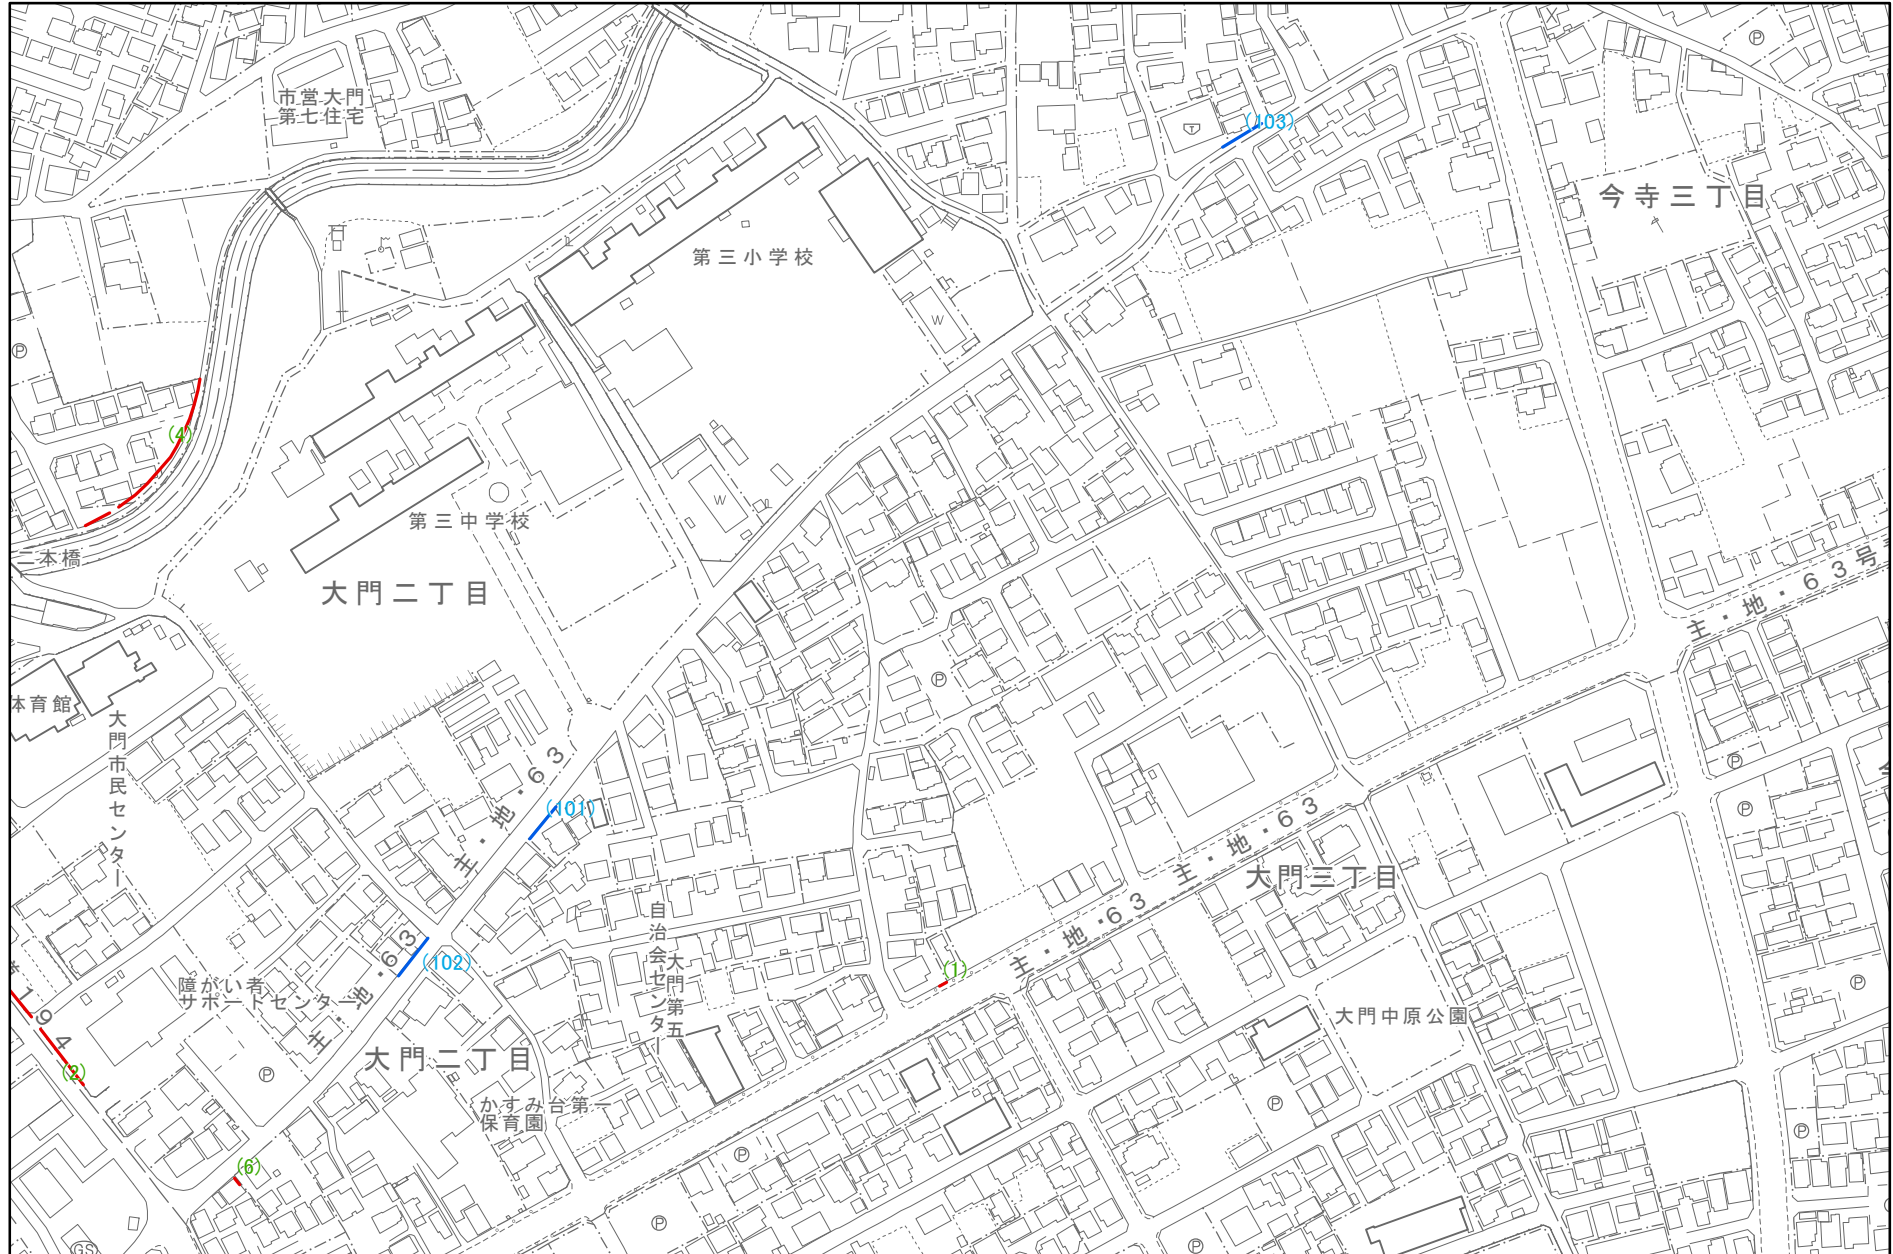 市営大門
第七住宅
(103)
今寺三丁目
第三小学校
W
(4)
W
第三中学校
二本橋
大門二丁目
主・地・63号
体育館
大門市民センター
主・地・63
(101)
主・地・63
大門三丁目
主・地・63
自治会センター
大門第五
(102)
主・地・63
(1)
障がい者
サポートセンター
194
大門中原公園
(2)
大門二丁目
かすみ台第一
保育園
(6)
P
P
P
P
P
P
P
P
P
P
P
P
GS